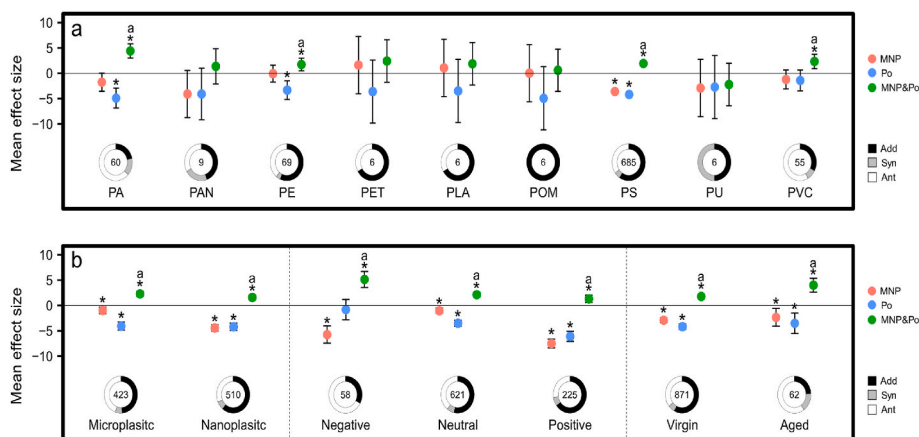 a
Mean effect size
10
5
0
−5
−10
a
*
*
a
*
*
a
*
*
*
a
*
MNP
Po
MNP&Po
60
9
69
6
6
6
685
6
55
PA
PAN
PE
PET
PLA
POM
PS
PU
PVC
Add
Syn
Ant
b
Mean effect size
10
5
0
−5
−10
*
*
a
*
*
*
a
*
*
a
*
*
*
a
*
*
*
a
*
*
*
a
*
*
*
a
*
MNP
Po
MNP&Po
423
510
58
621
225
871
62
Microplasitc
Nanoplasitc
Negative
Neutral
Positive
Virgin
Aged
Add
Syn
Ant